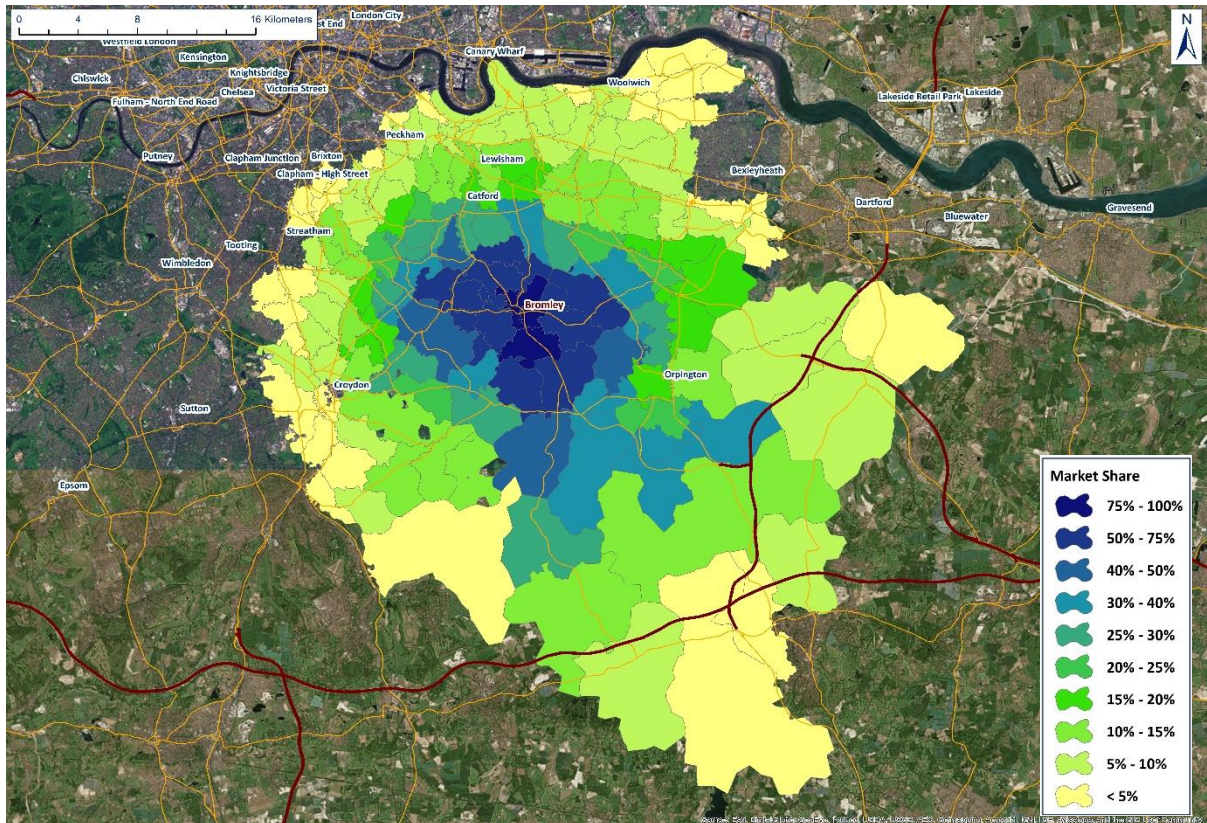 0 4 8 16 Kilometers
N
London City
Westfield London
Kensington
Canary Wharf
Knightsbridge
Chiswick
Woolwich
Chelsea
Victoria Street
Lakeside Retail Park
Lakeside
Fulham - North End Road
Peckham
Putney
Clapham Junction
Brixton
Lewisham
Clapham - High Street
Bexleyheath
Catford
Dartford
Gravesend
Bluewater
Streatham
Tooting
Wimbledon
Bromley
Orpington
Croydon
Sutton
Epsom
Market Share
75% - 100%
50% - 75%
40% - 50%
30% - 40%
25% - 30%
20% - 25%
15% - 20%
10% - 15%
5% - 10%
< 5%